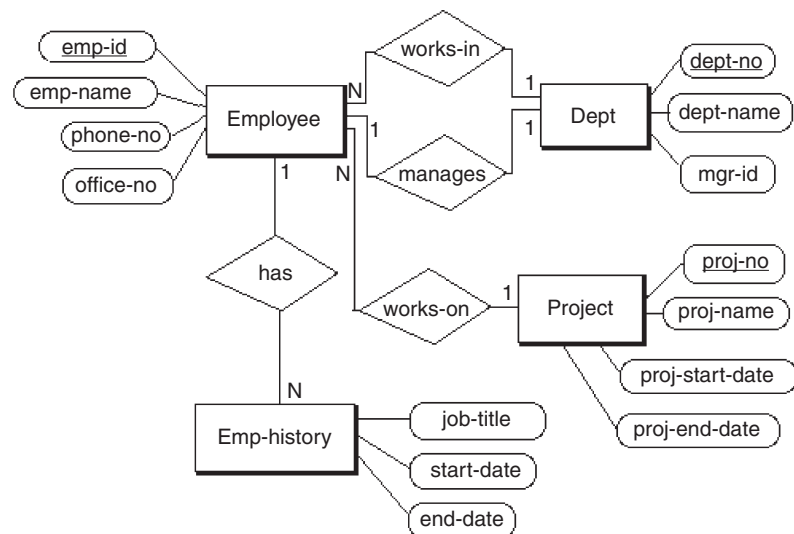 emp-id
emp-name
phone-no
office-no
Employee
N
1
N
1
works-in
manages
1
1
Dept
dept-no
dept-name
mgr-id
has
N
works-on
1
Project
proj-no
proj-name
proj-start-date
proj-end-date
Emp-history
job-title
start-date
end-date